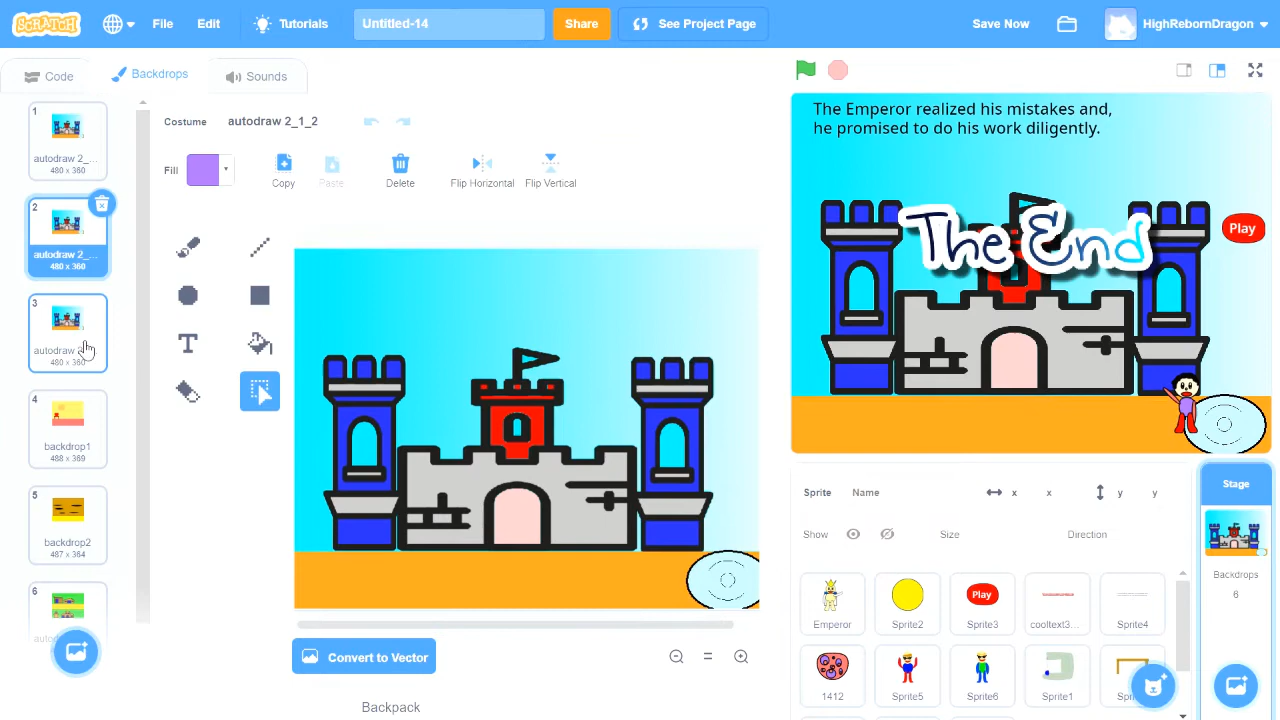 SCRATCH
File
Edit
Tutorials
Untitled-14
Share
See Project Page
Save Now
HighRebornDragon
Code
Backdrops
Sounds
1
autodraw 2_...
480 x 360
2
autodraw 2_...
480 x 360
3
autodraw
480 x 360
4
backdrop1
488 x 369
5
backdrop2
487 x 364
6
Costume
autodraw 2_1_2
Fill
Copy
Paste
Delete
Flip Horizontal
Flip Vertical
T
Convert to Vector
Backpack
The Emperor realized his mistakes and,
he promised to do his work diligently.
The End
Play
Sprite
Name
x
x
y
y
Show
Size
Direction
Stage
Backdrops
6
Emperor
Sprite2
Play
Sprite3
cooltext3...
Sprite4
1412
Sprite5
Sprite6
Sprite1